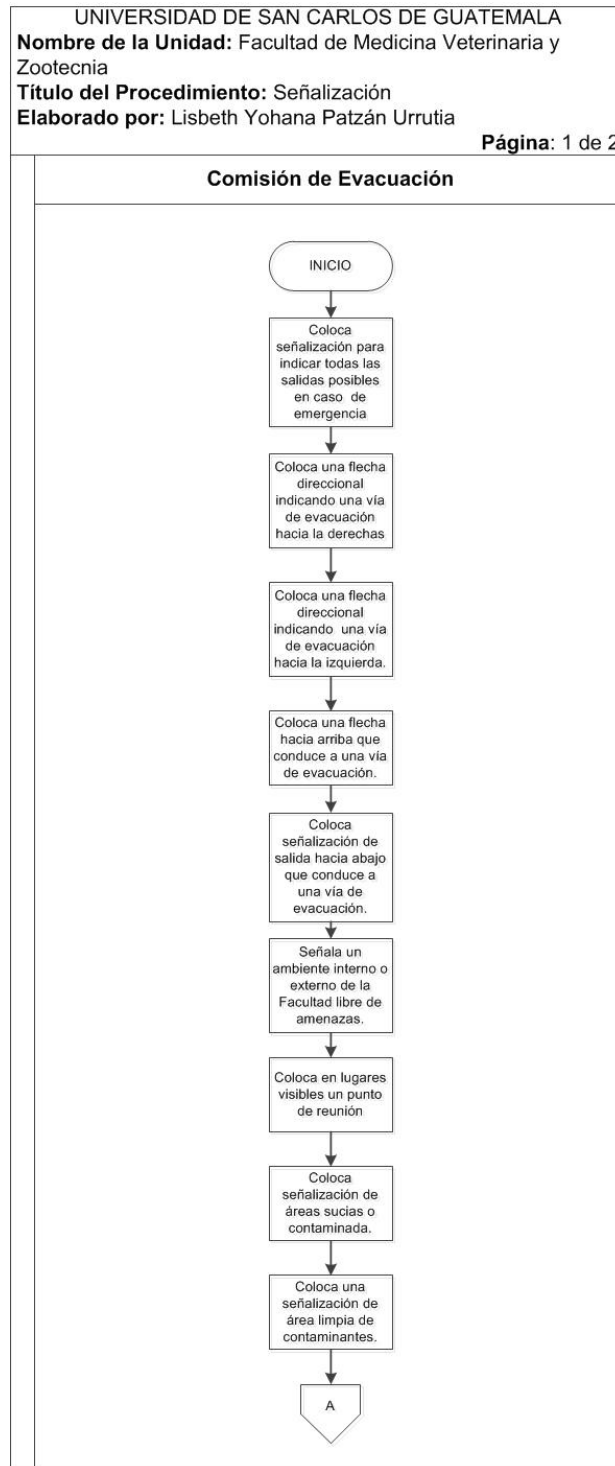 UNIVERSIDAD DE SAN CARLOS DE GUATEMALA
Nombre de la Unidad: Facultad de Medicina Veterinaria y
Zootecnia
Título del Procedimiento: Señalización
Elaborado por: Lisbeth Yohana Patzán Urrutia
Página: 1 de 2
Comisión de Evacuación
INICIO
Coloca
señalización para
indicar todas las
salidas posibles
en caso de
emergencia
Coloca una flecha
direccional
indicando una vía
de evacuación
hacia la derechas
Coloca una flecha
direccional
indicando una vía
de evacuación
hacia la izquierda.
Coloca una flecha
hacia arriba que
conduce a una vía
de evacuación.
Coloca
señalización de
salida hacia abajo
que conduce a
una vía de
evacuación.
Señala un
ambiente interno o
externo de la
Facultad libre de
amenazas.
Coloca en lugares
visibles un punto
de reunión
Coloca
señalización de
áreas sucias o
contaminada.
Coloca una
señalización de
área limpia de
contaminantes.
A